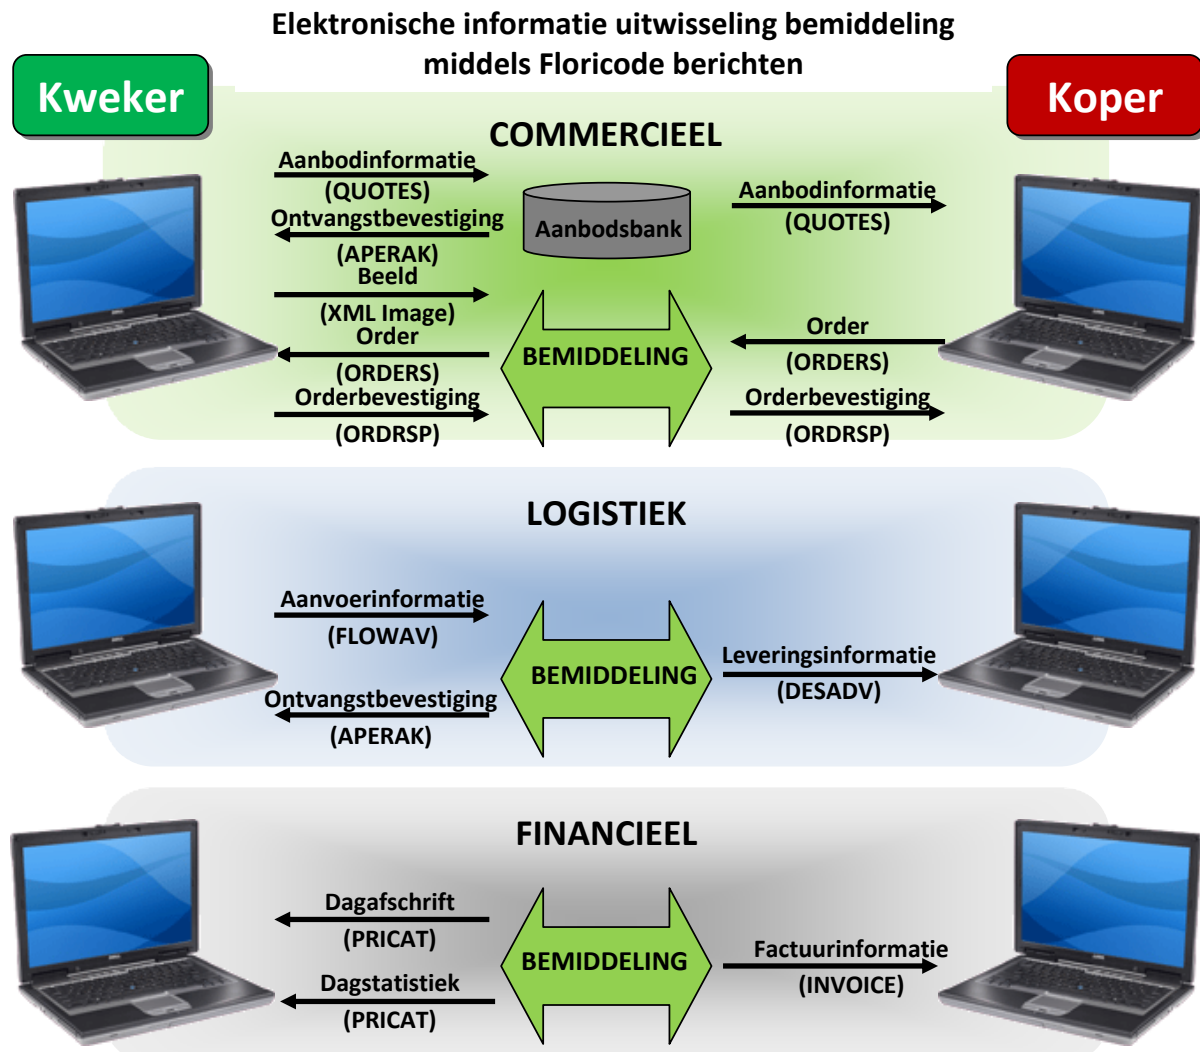 Elektronische informatie uitwisseling bemiddeling
middels Floricode berichten
Kweker
Koper
COMMERCIEEL
Aanbodinformatie
(QUOTES)
Ontvangstbevestiging
(APERAK)
Beeld
(XML Image)
Order
(ORDERS)
Orderbevestiging
(ORDRSP)
Aanbodsbank
BEMIDDELING
Aanbodinformatie
(QUOTES)
Order
(ORDERS)
Orderbevestiging
(ORDRSP)
LOGISTIEK
Aanvoerinformatie
(FLOWAV)
Ontvangstbevestiging
(APERAK)
BEMIDDELING
Leveringsinformatie
(DESADV)
FINANCIEEL
Dagafschrift
(PRICAT)
Dagstatistiek
(PRICAT)
BEMIDDELING
Factuurinformatie
(INVOICE)